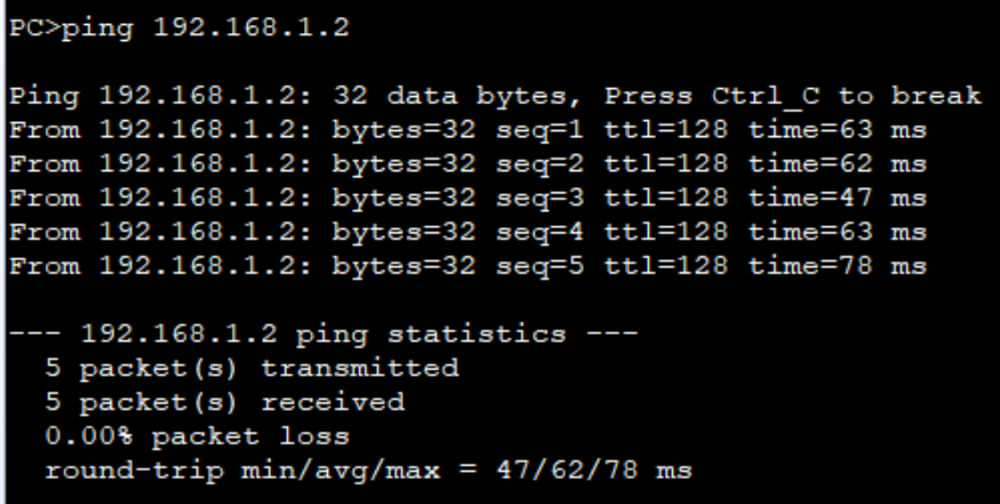 PC>ping 192.168.1.2
Ping 192.168.1.2: 32 data bytes, Press Ctrl_C to break
From 192.168.1.2: bytes=32 seq=1 ttl=128 time=63 ms
From 192.168.1.2: bytes=32 seq=2 ttl=128 time=62 ms
From 192.168.1.2: bytes=32 seq=3 ttl=128 time=47 ms
From 192.168.1.2: bytes=32 seq=4 ttl=128 time=63 ms
From 192.168.1.2: bytes=32 seq=5 ttl=128 time=78 ms
--- 192.168.1.2 ping statistics ---
5 packet(s) transmitted
5 packet(s) received
0.00% packet loss
round-trip min/avg/max = 47/62/78 ms